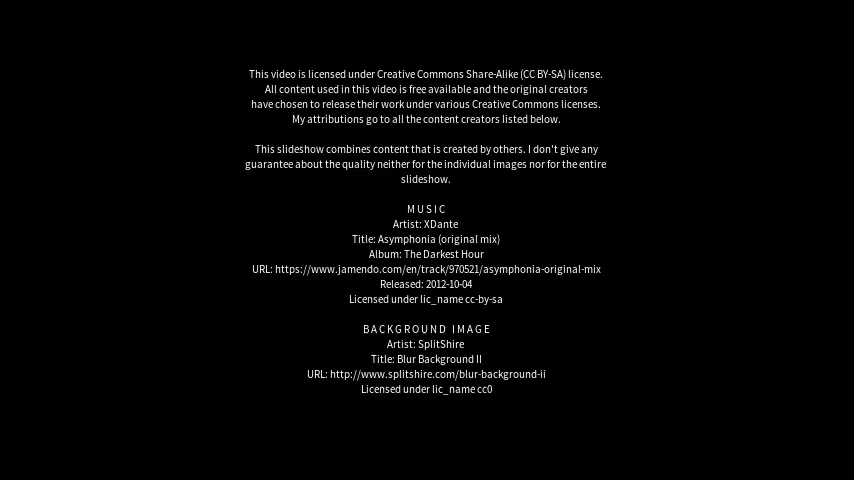 This video is licensed under Creative Commons Share-Alike (CC BY-SA) license.
All content used in this video is free available and the original creators
have chosen to release their work under various Creative Commons licenses.
My attributions go to all the content creators listed below.
This slideshow combines content that is created by others. I don't give any
guarantee about the quality neither for the individual images nor for the entire
slideshow.
MUSIC
Artist: XDante
Title: Asymphonia (original mix)
Album: The Darkest Hour
URL: https://www.jamendo.com/en/track/970521/asymphonia-original-mix
Released: 2012-10-04
Licensed under lic_name cc-by-sa
BACKGROUND IMAGE
Artist: SplitShire
Title: Blur Background II
URL: http://www.splitshire.com/blur-background-ii
Licensed under lic_name cc0